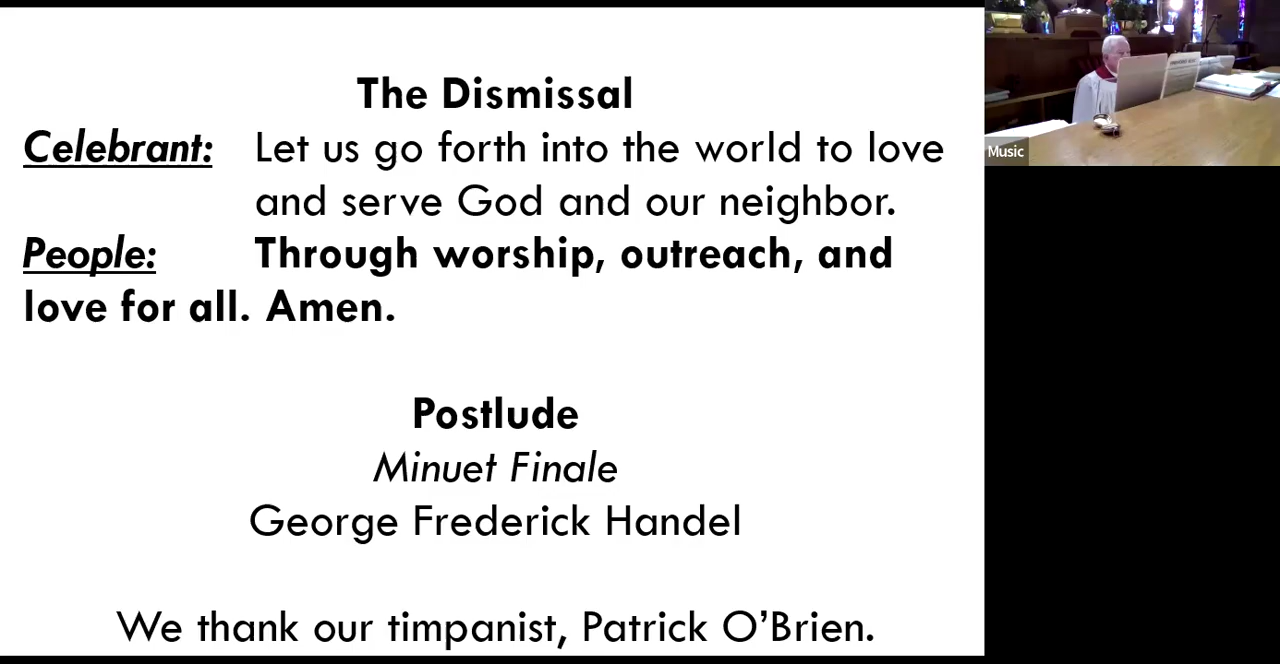 The Dismissal
Celebrant: Let us go forth into the world to love
and serve God and our neighbor.
People: Through worship, outreach, and
love for all. Amen.
Postlude
Minuet Finale
George Frederick Handel
We thank our timpanist, Patrick O’Brien.
Music